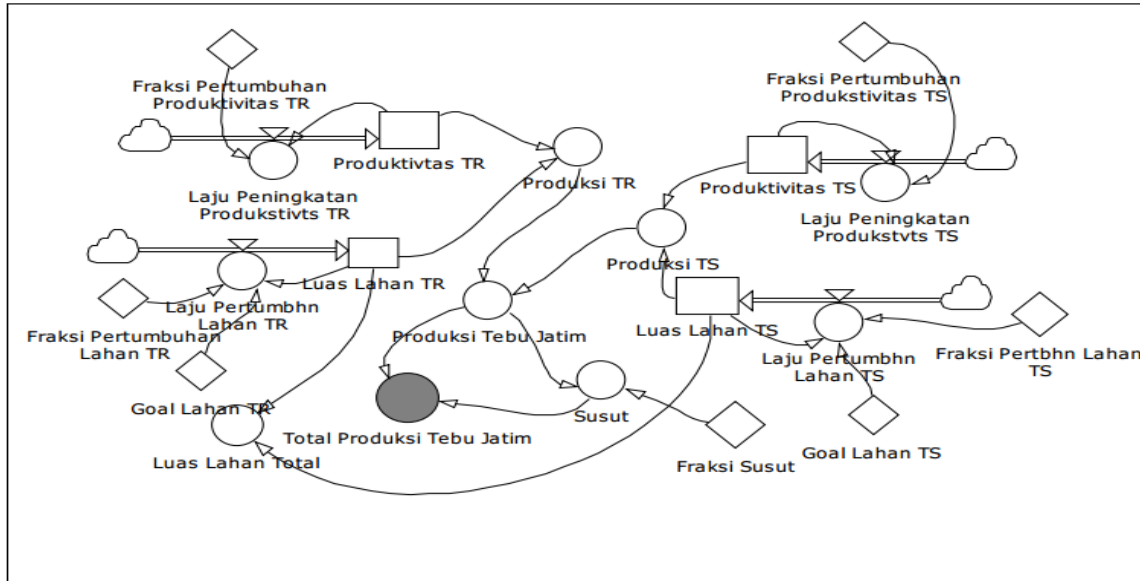 Fraksi Pertumbuhan
Produktivitas TR
Fraksi Pertumbuhan
Produkstivitas TS
Produktivtas TR
Produksi TR
Produktivitas TS
Laju Peningkatan
Produkstivts TR
Laju Peningkatan
Produkstvts TS
Produksi TS
Luas Lahan TR
Laju Pertumbhn
Lahan TR
Fraksi Pertumbuhan
Lahan TR
Produksi Tebu Jatim
Luas Lahan TS
Laju Pertumbhn
Lahan TS
Fraksi Pertbhn Lahan
TS
Goal Lahan TR
Total Produksi Tebu Jatim
Susut
Luas Lahan Total
Fraksi Susut
Goal Lahan TS